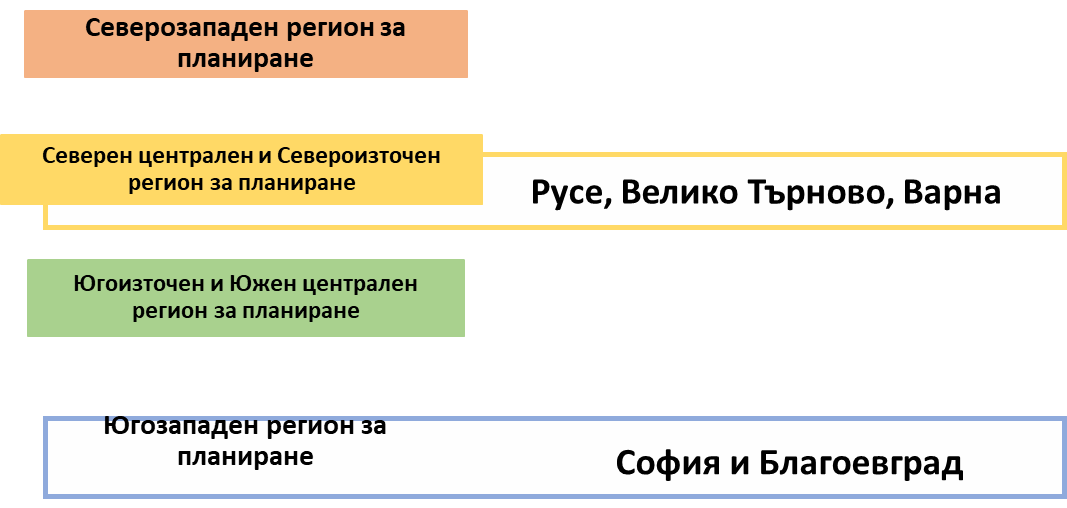 Северозападен регион за
планиране
Северен централен и Североизточен
регион за планиране
Русе, Велико Търново, Варна
Югоизточен и Южен централен
регион за планиране
Югозападен регион за
планиране
София и Благоевград